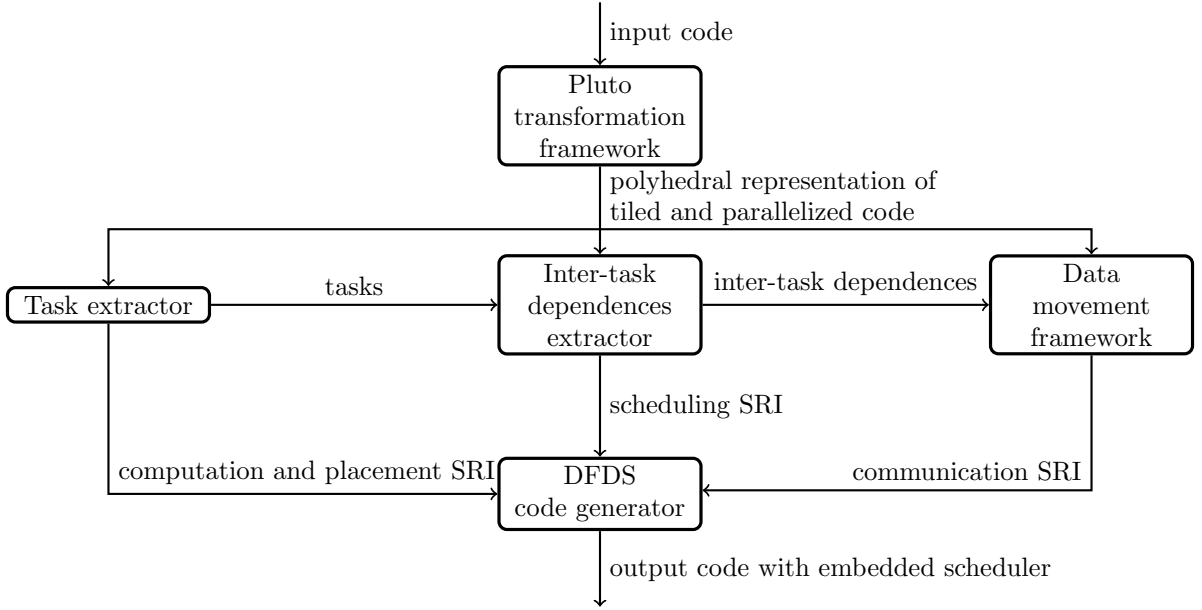 input code
Pluto
transformation
framework
polyhedral representation of
tiled and parallelized code
Task extractor
tasks
Inter-task
dependences
extractor
inter-task dependences
Data
movement
framework
scheduling SRI
computation and placement SRI
DFDS
code generator
communication SRI
output code with embedded scheduler